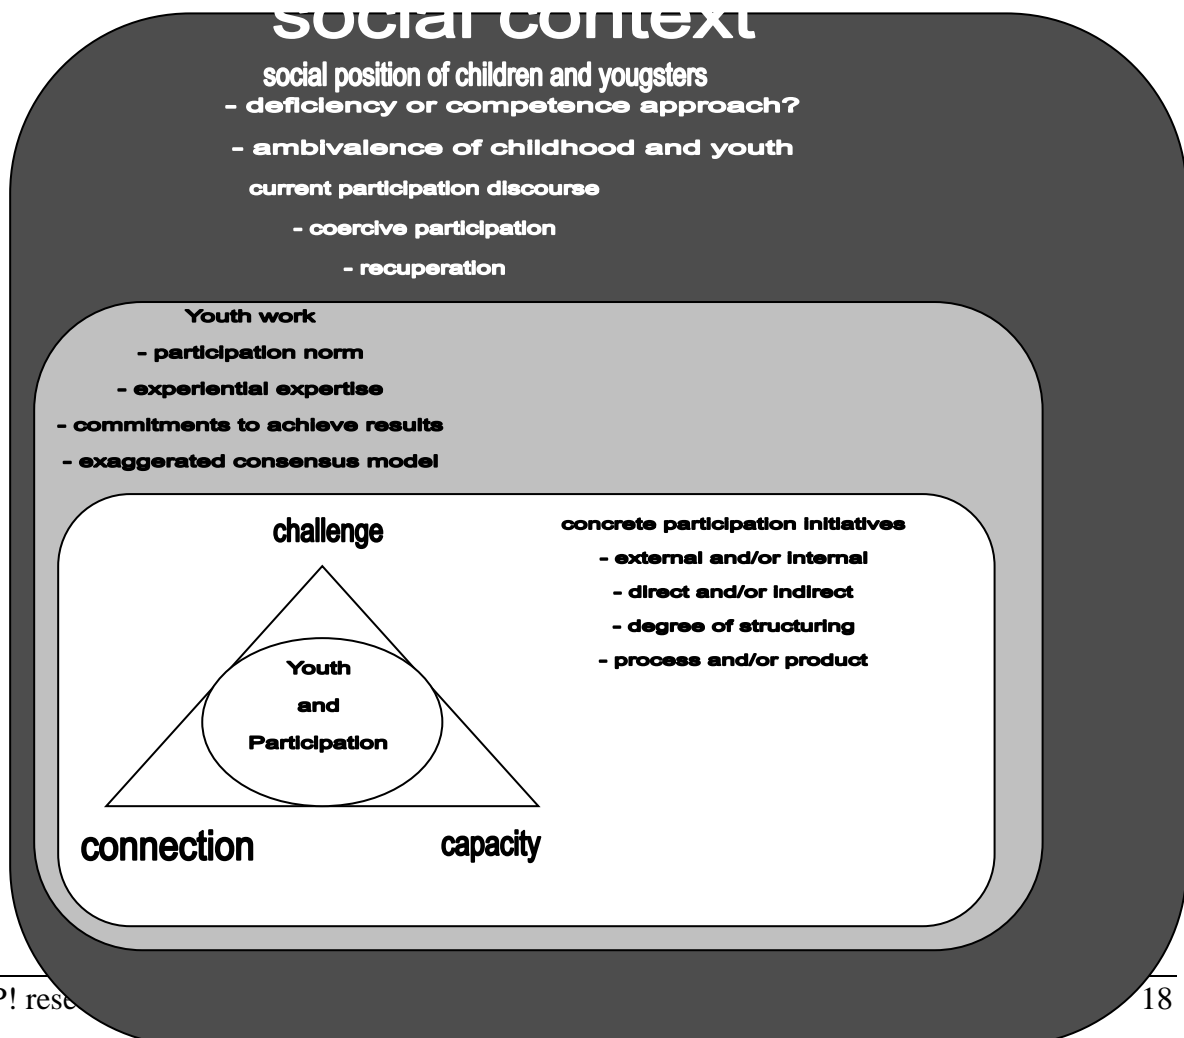 social context
social position of children and yougsters
- deficiency or competence approach?
- ambivalence of childhood and youth
current participation discourse
- coercive participation
- recuperation
Youth work
- participation norm
- experiential expertise
- commitments to achieve results
- exaggerated consensus model
challenge
concrete participation initiatives
- external and/or internal
- direct and/or indirect
- degree of structuring
- process and/or product
Youth
and
Participation
connection
capacity
18